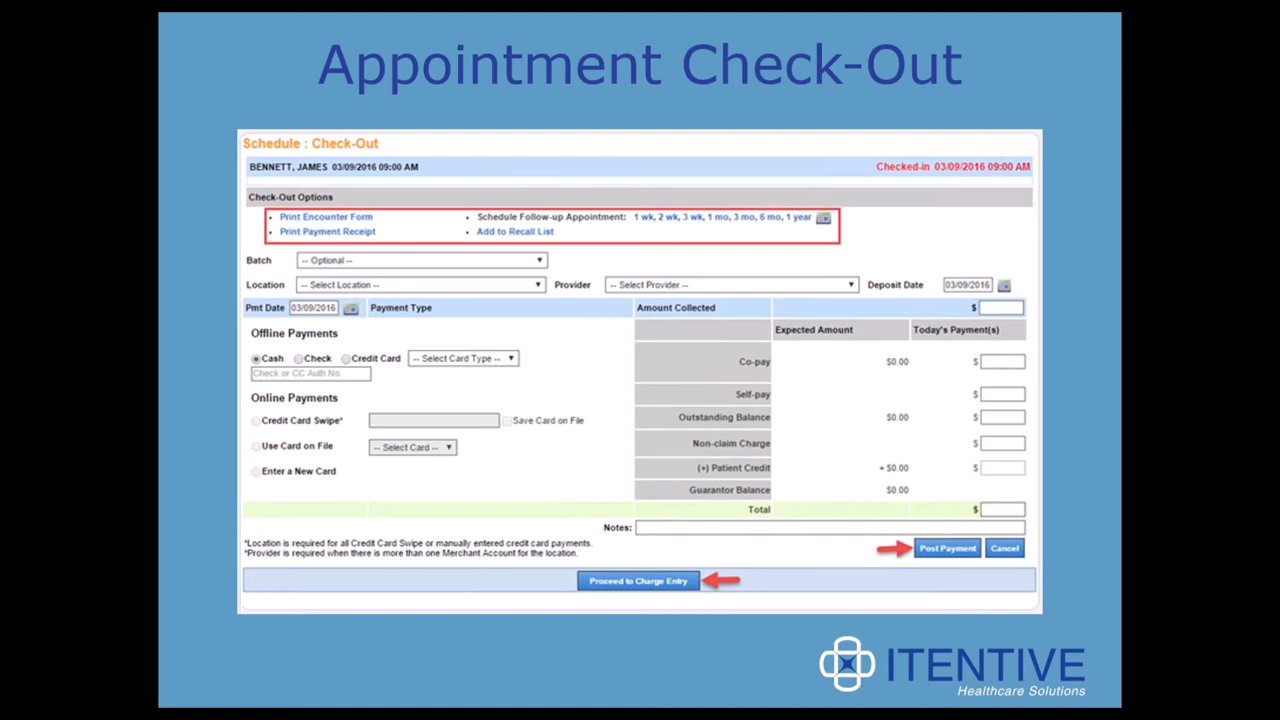 Appointment Check-Out
Schedule : Check-Out
BENNETT, JAMES 03/09/2016 09:00 AM Checked-in 03/09/2016 09:00 AM
Check-Out Options
• Print Encounter Form • Schedule Follow-up Appointment: 1 wk, 2 wk, 3 wk, 1 mo, 3 mo, 6 mo, 1 year
• Print Payment Receipt • Add to Recall List
Batch -- Optional --
Location -- Select Location -- Provider -- Select Provider -- Deposit Date 03/09/2016
Pmt Date 03/09/2016 Payment Type Amount Collected $
Offline Payments Expected Amount Today's Payment(s)
Cash Check Credit Card -- Select Card Type -- Co-pay $0.00 $
Check or CC Auth No
Self-pay $
Online Payments
Credit Card Swipe* Save Card on File Outstanding Balance $0.00 $
Use Card on File -- Select Card -- Non-claim Charge $
Enter a New Card (+) Patient Credit + $0.00 $
Guarantor Balance $0.00
Total $
Notes:
*Location is required for all Credit Card Swipe or manually entered credit card payments.
*Provider is required when there is more than one Merchant Account for the location.
Post Payment Cancel
Proceed to Charge Entry
ITENTIVE
Healthcare Solutions